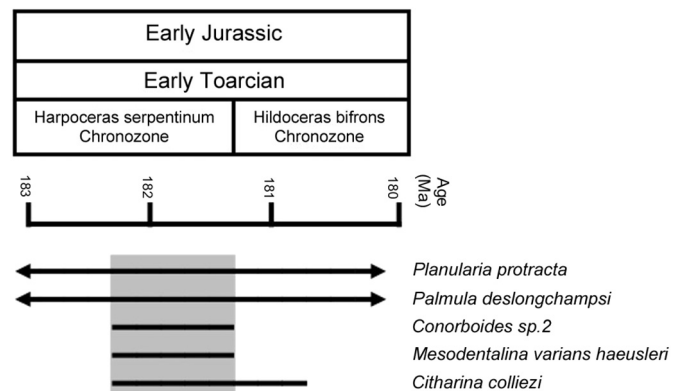 Early Jurassic
Early Toarcian
Harpoceras serpentinum
Chronozone
Hildoceras bifrons
Chronozone
183
182
181
180
Age
(Ma)
Planularia protracta
Palmula deslongchampsi
Conorboides sp.2
Mesodentalina varians haeusleri
Citharina colliezi